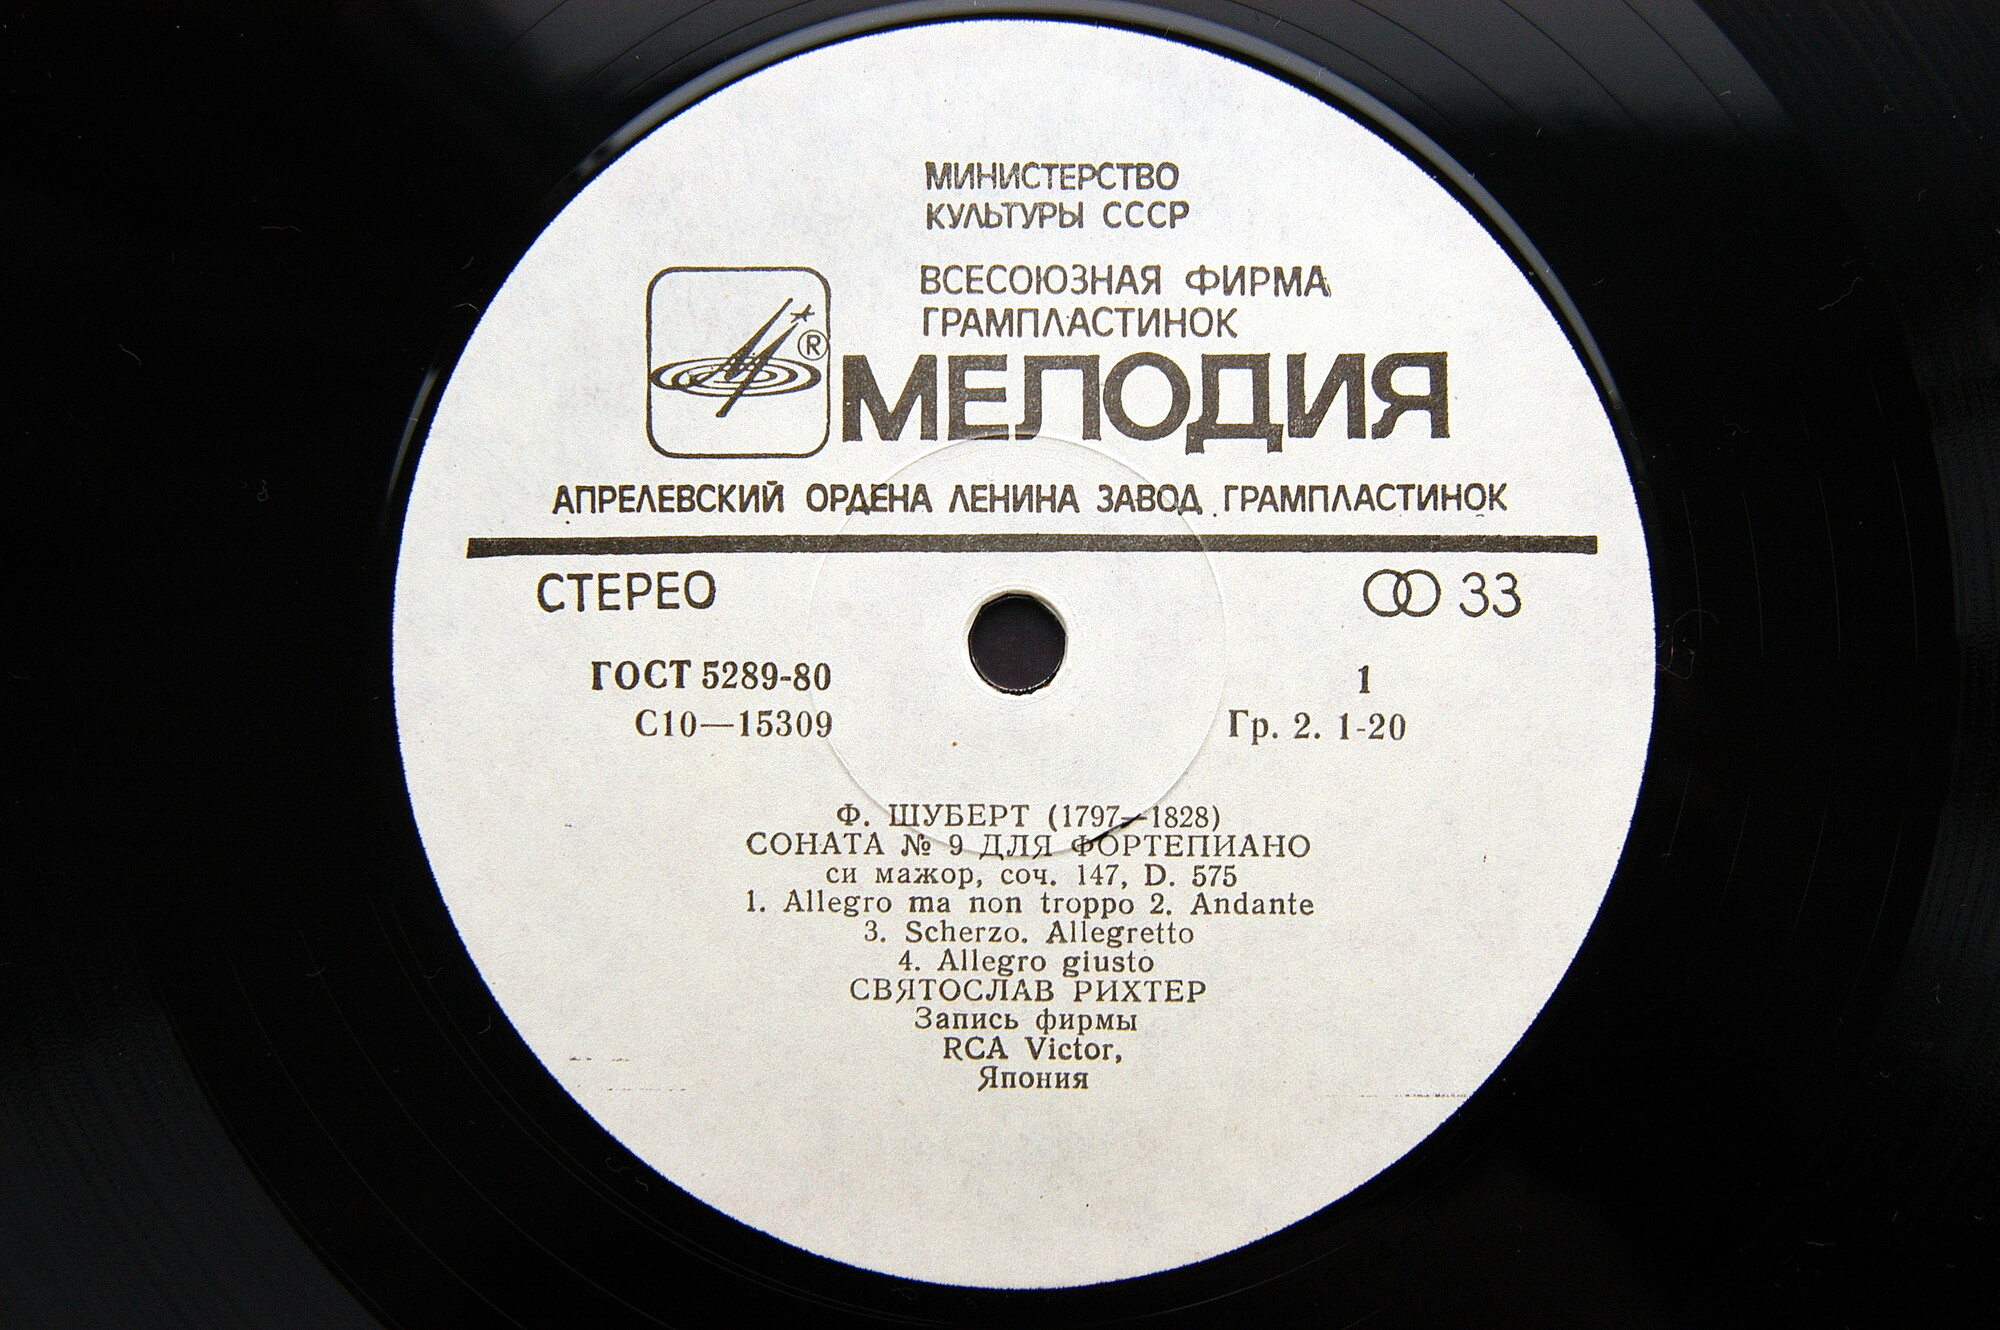 МИНИСТЕРСТВО
КУЛЬТУРЫ СССР
ВСЕСОЮЗНАЯ ФИРМА
ГРАМПЛАСТИНОК
®
МЕЛОДИЯ
АПРЕЛЕВСКИЙ ОРДЕНА ЛЕНИНА ЗАВОД ГРАМПЛАСТИНОК
СТЕРЕО
33
ГОСТ 5289-80
1
С10—15309
Гр. 2. 1-20
Ф. ШУБЕРТ (1797—1828)
СОНАТА № 9 ДЛЯ ФОРТЕПИАНО
си мажор, соч. 147, D. 575
1. Allegro ma non troppo 2. Andante
3. Scherzo. Allegretto
4. Allegro giusto
СВЯТОСЛАВ РИХТЕР
Запись фирмы
RCA Victor,
Япония